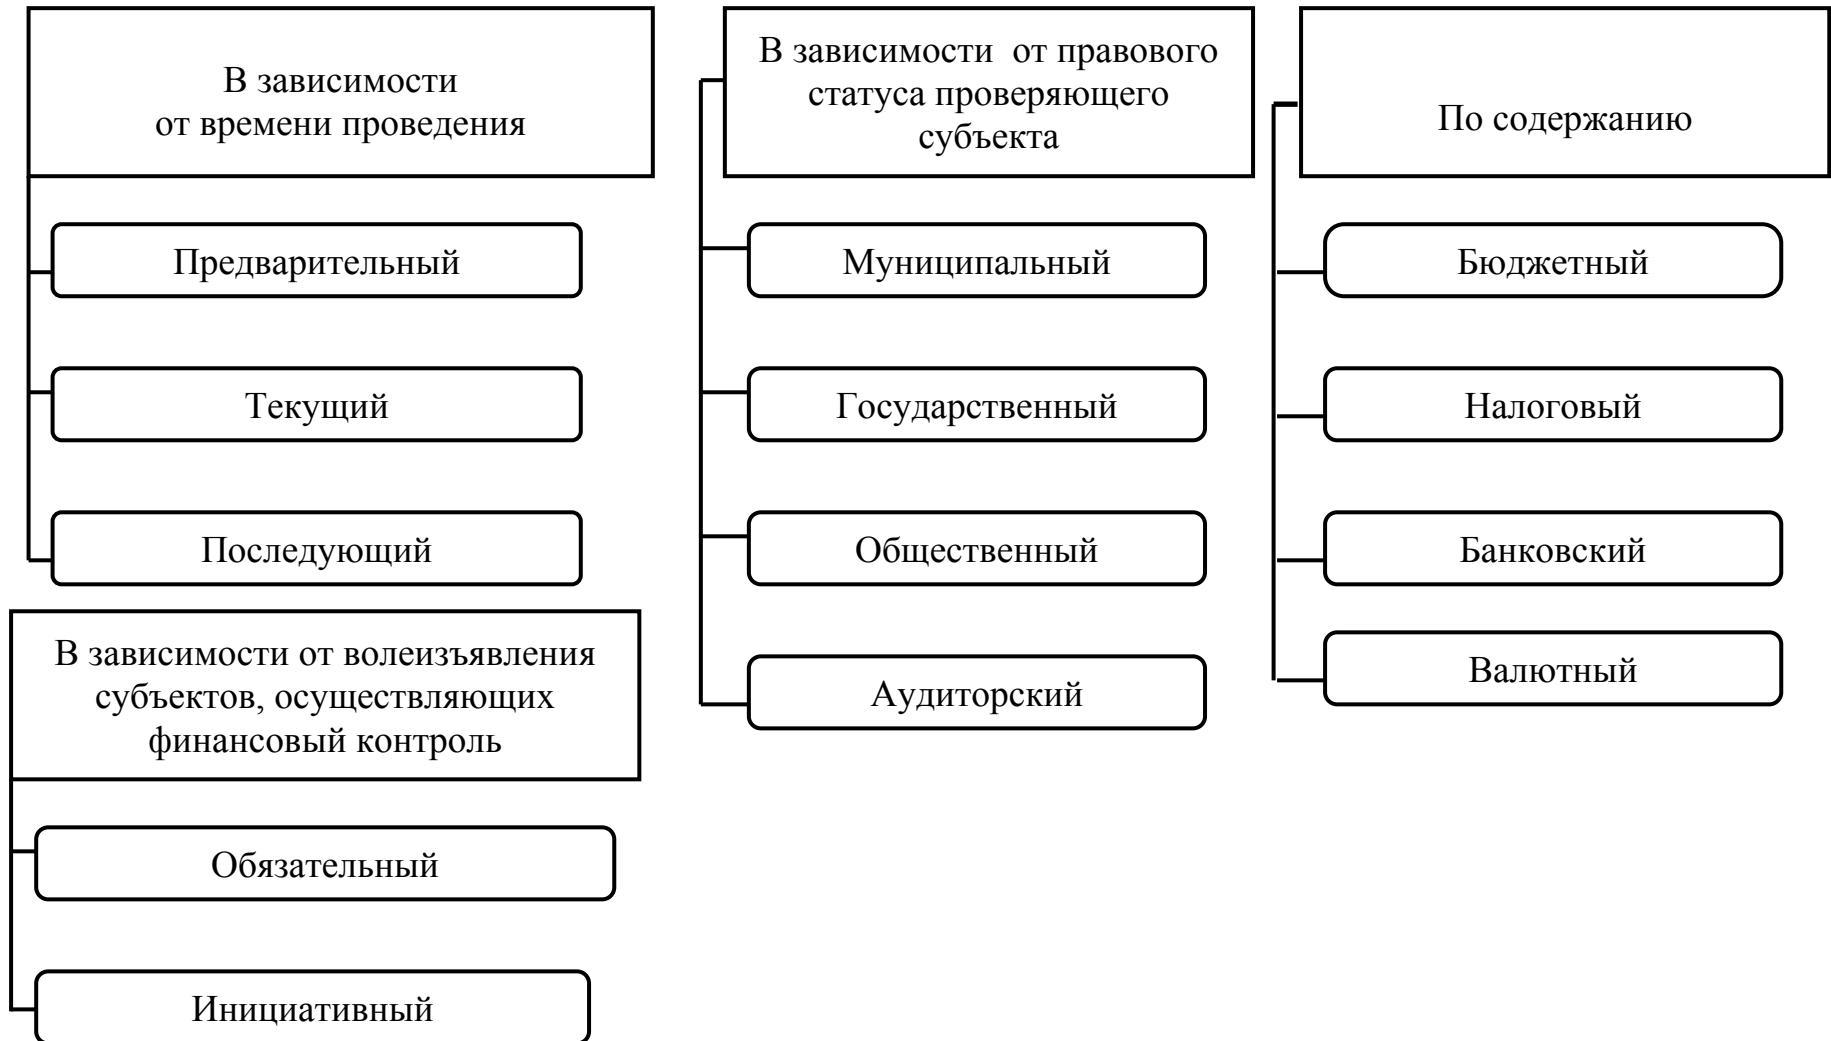 В зависимости
от времени проведения
Предварительный
Текущий
Последующий
В зависимости от волеизъявления
субъектов, осуществляющих
финансовый контроль
Обязательный
Инициативный
В зависимости  от правового
статуса проверяющего
субъекта
Муниципальный
Государственный
Общественный
Аудиторский
По содержанию
Бюджетный
Налоговый
Банковский
Валютный